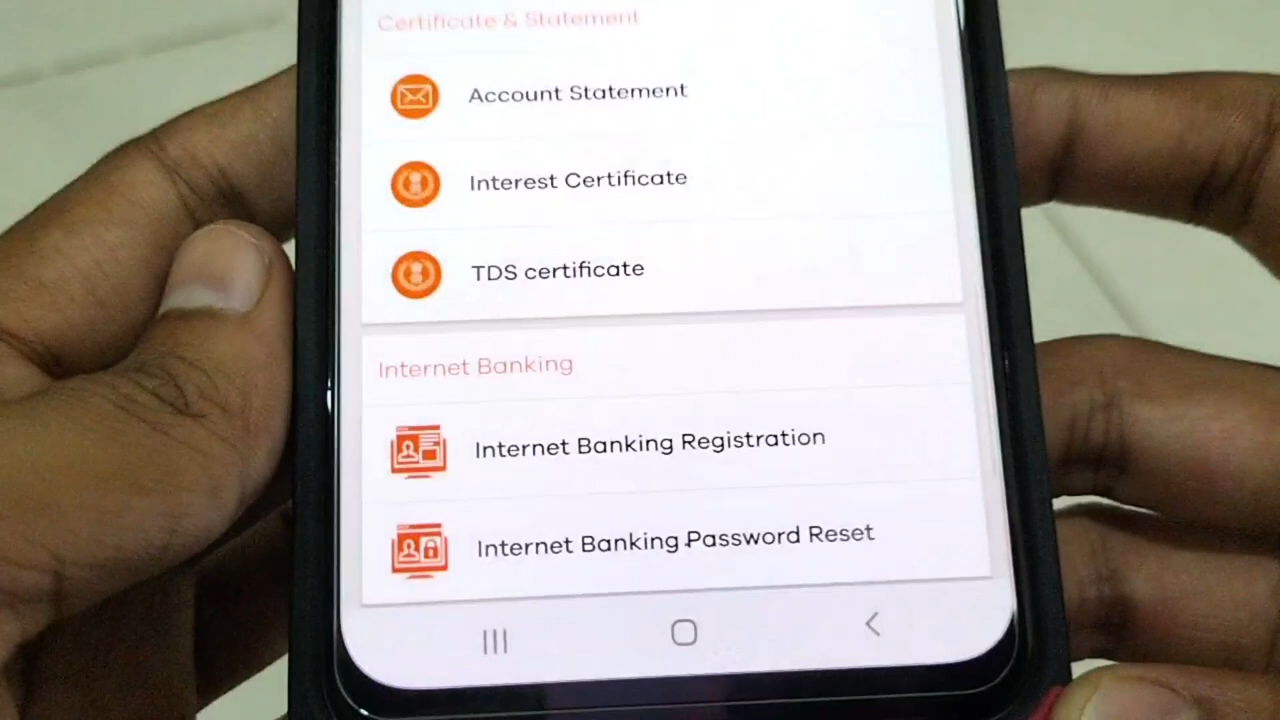 Certificate & Statement
Account Statement
Interest Certificate
TDS certificate
Internet Banking
Internet Banking Registration
Internet Banking Password Reset